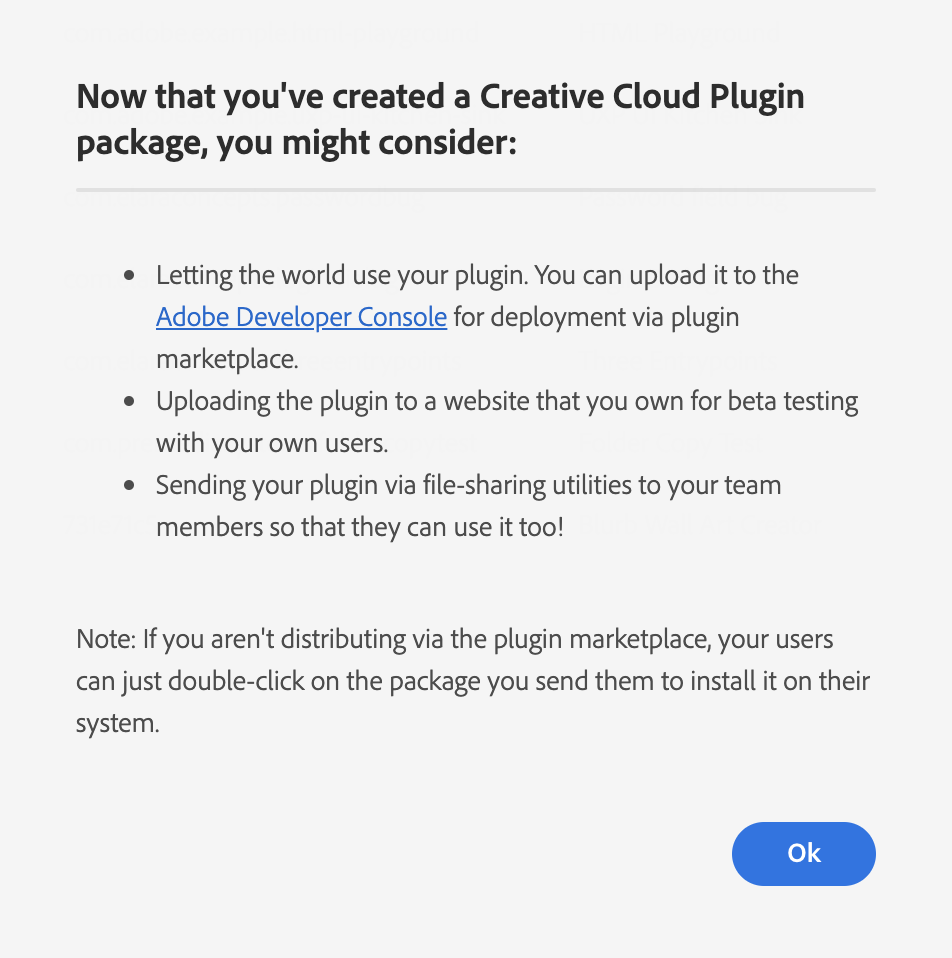 Now that you've created a Creative Cloud Plugin
package, you might consider:
Letting the world use your plugin. You can upload it to the
Adobe Developer Console for deployment via plugin
marketplace.
Uploading the plugin to a website that you own for beta testing
with your own users.
Sending your plugin via file-sharing utilities to your team
members so that they can use it too!
Note: If you aren't distributing via the plugin marketplace, your users
can just double-click on the package you send them to install it on their
system.
Ok